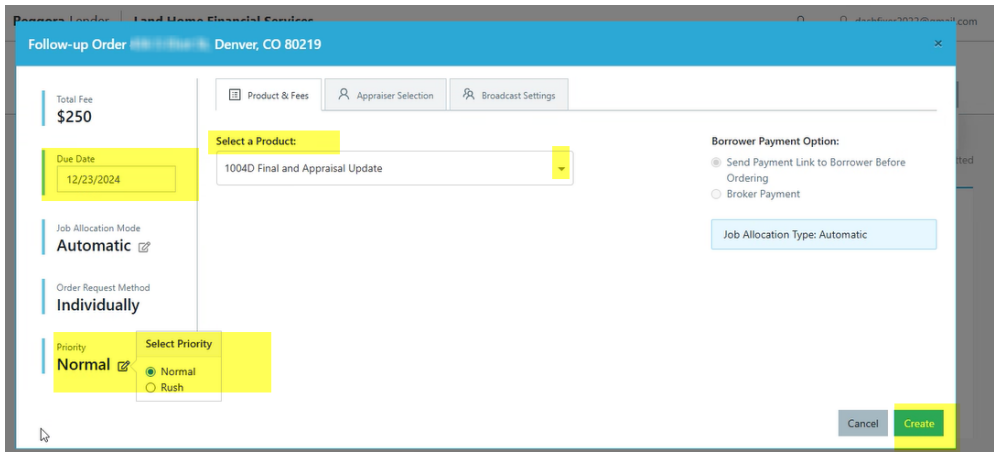 Reggora Lender Land Home Financial Services
Follow-up Order Denver, CO 80219
×
Total Fee
$250
Due Date
12/23/2024
Job Allocation Mode
Automatic
Order Request Method
Individually
Priority
Normal
Select Priority
Normal
Rush
Product & Fees
Appraiser Selection
Broadcast Settings
Select a Product:
1004D Final and Appraisal Update
Borrower Payment Option:
Send Payment Link to Borrower Before
Ordering
Broker Payment
Job Allocation Type: Automatic
Cancel
Create